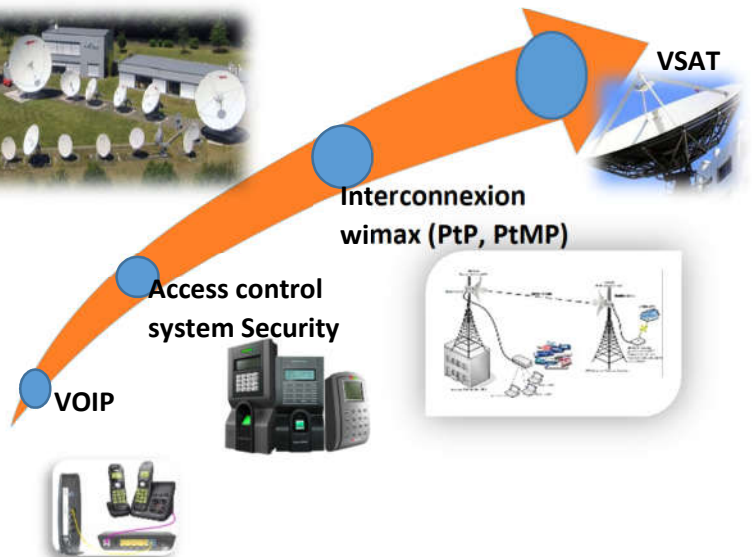 VSAT
Interconnexion
wimax (PtP, PtMP)
Access control
system Security
VOIP